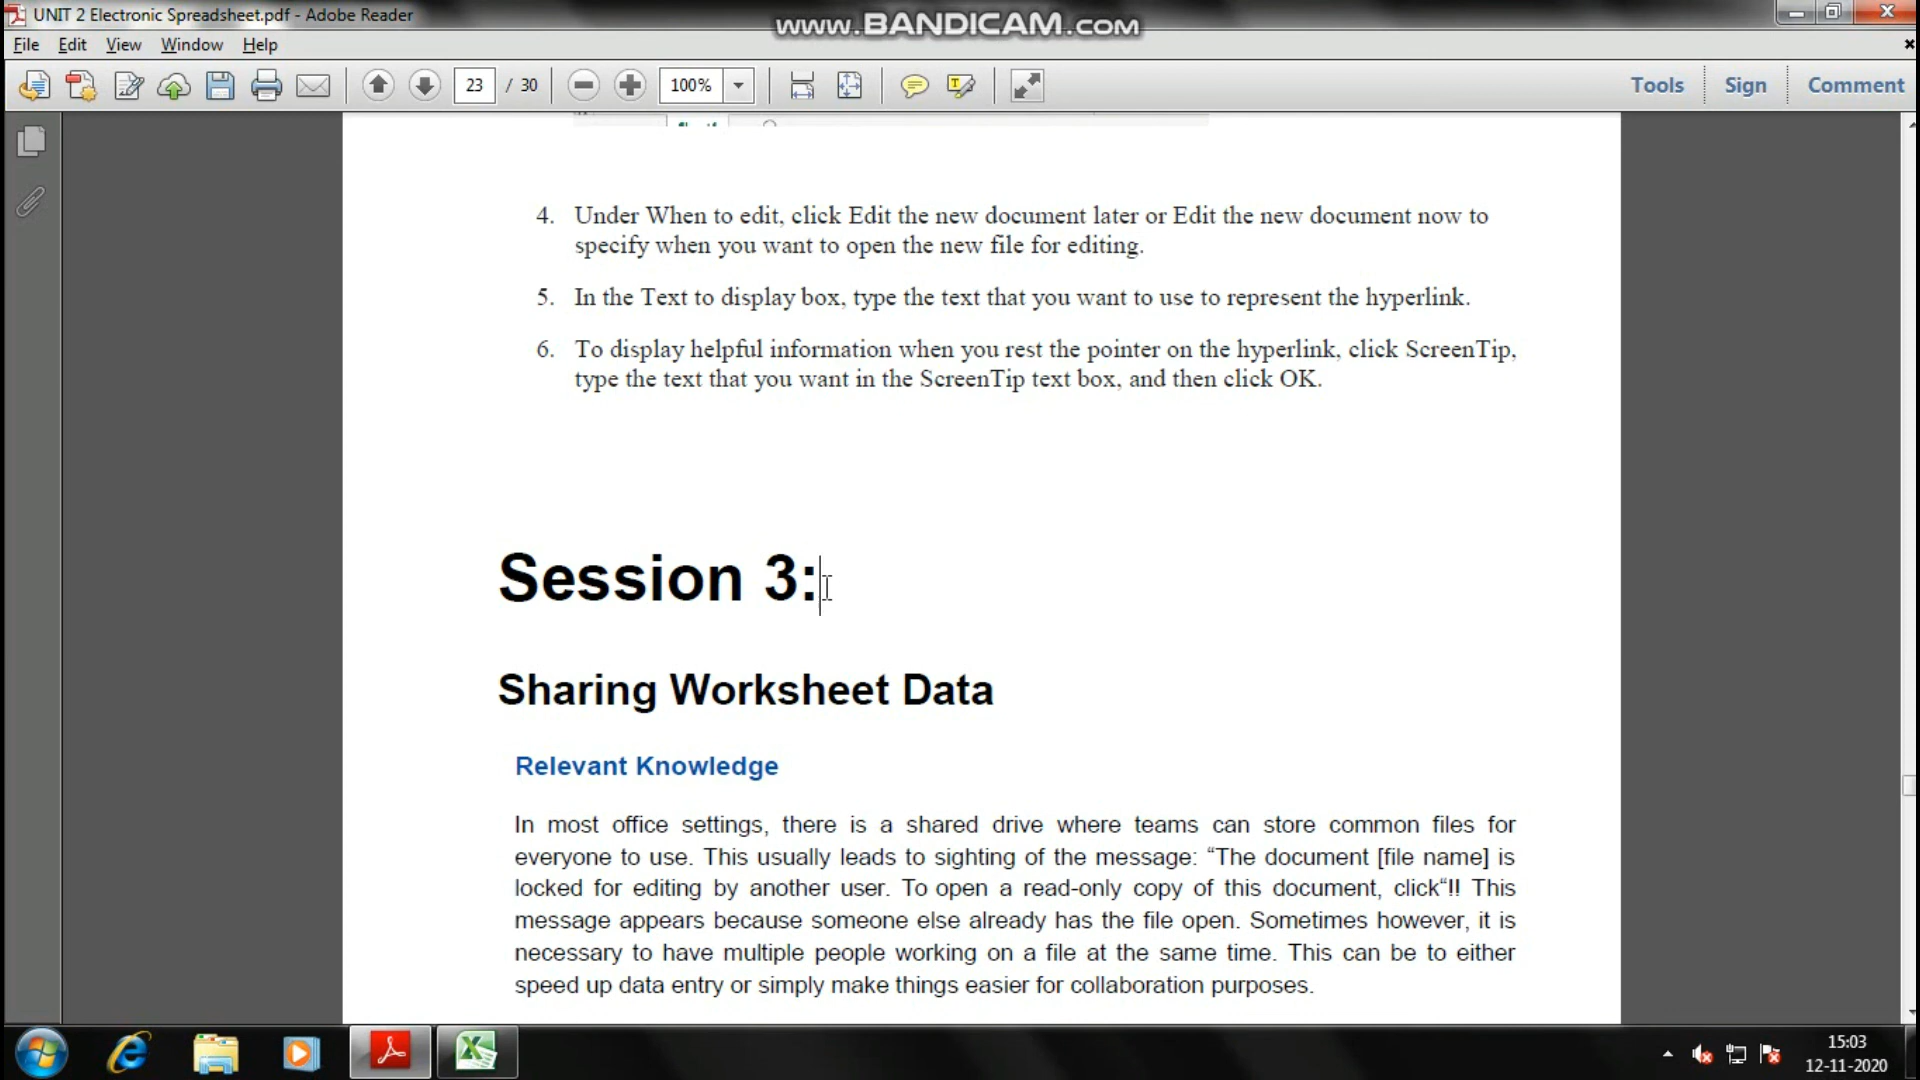 UNIT 2 Electronic Spreadsheet.pdf - Adobe Reader
www.BANDICAM.com
File Edit View Window Help
23 / 30 100% Tools Sign Comment
4. Under When to edit, click Edit the new document later or Edit the new document now to
specify when you want to open the new file for editing.
5. In the Text to display box, type the text that you want to use to represent the hyperlink.
6. To display helpful information when you rest the pointer on the hyperlink, click ScreenTip,
type the text that you want in the ScreenTip text box, and then click OK.
Session 3:
Sharing Worksheet Data
Relevant Knowledge
In most office settings, there is a shared drive where teams can store common files for
everyone to use. This usually leads to sighting of the message: “The document [file name] is
locked for editing by another user. To open a read-only copy of this document, click“!! This
message appears because someone else already has the file open. Sometimes however, it is
necessary to have multiple people working on a file at the same time. This can be to either
speed up data entry or simply make things easier for collaboration purposes.
15:03
12-11-2020